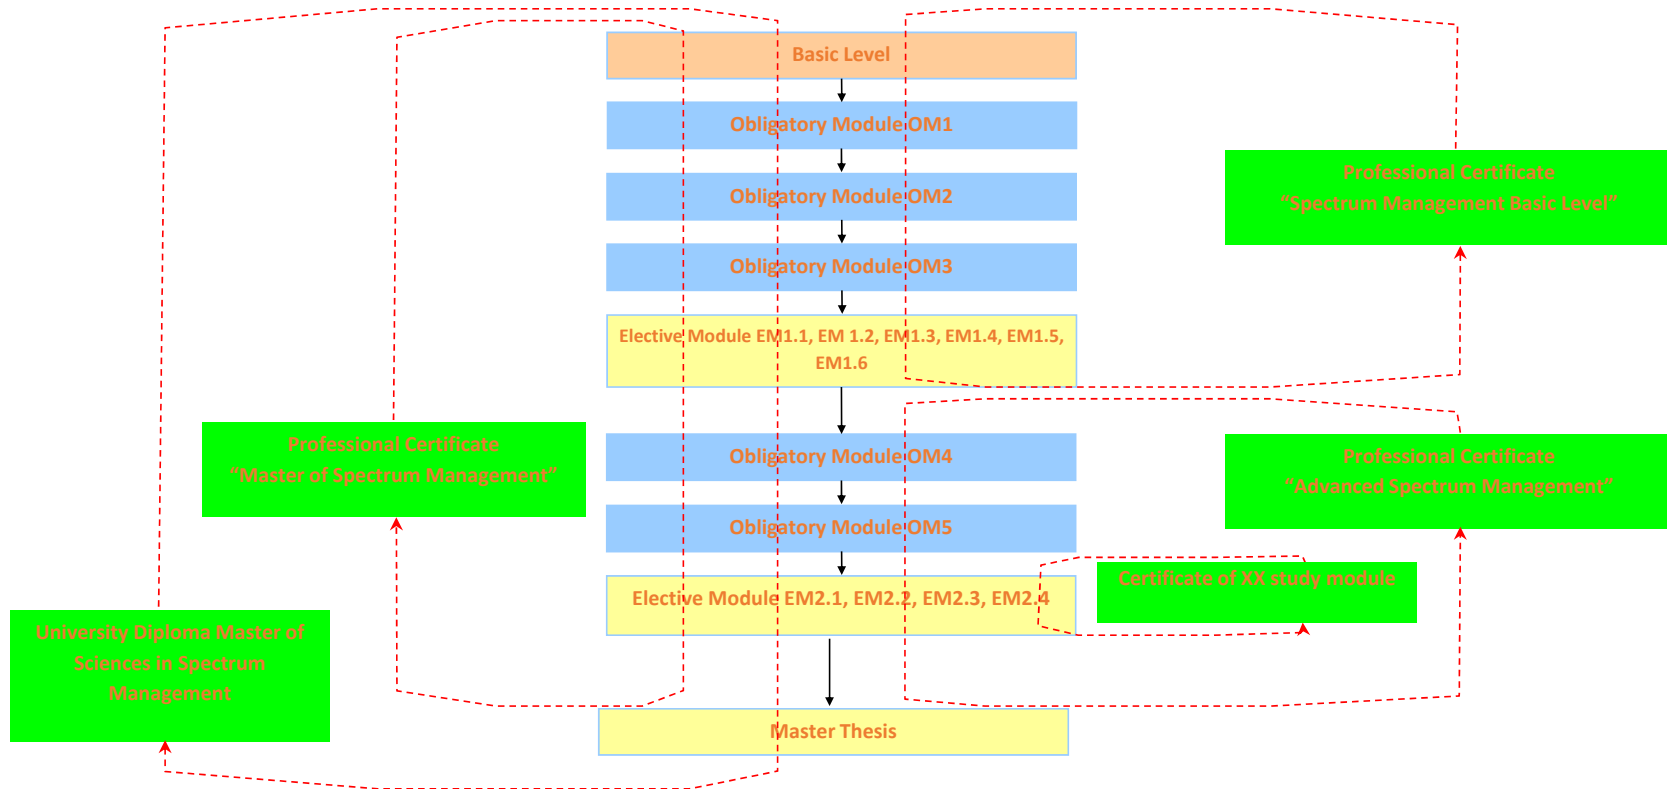 Basic Level
Obligatory Module OM1
Obligatory Module OM2
Obligatory Module OM3
Elective Module EM1.1, EM 1.2, EM1.3, EM1.4, EM1.5,
EM1.6
Obligatory Module OM4
Obligatory Module OM5
Elective Module EM2.1, EM2.2, EM2.3, EM2.4
Master Thesis
Professional Certificate
“Spectrum Management Basic Level”
Professional Certificate
“Master of Spectrum Management”
Professional Certificate
“Advanced Spectrum Management”
Certificate of XX study module
University Diploma Master of
Sciences in Spectrum
Management